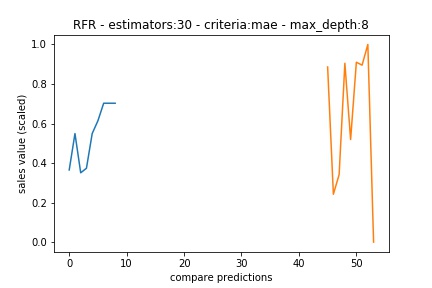 RFR - estimators:30 - criteria:mae - max_depth:8
sales value (scaled)
1.0
0.8
0.6
0.4
0.2
0.0
0 10 20 30 40 50
compare predictions